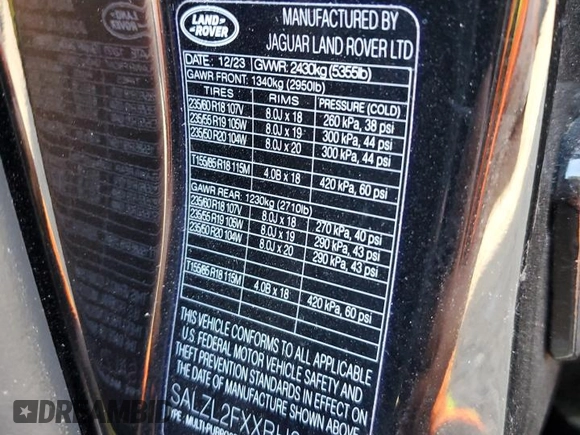 LAND ROVER
MANUFACTURED BY
JAGUAR LAND ROVER LTD
DATE: 12/23 GVWR: 2430kg (5355lb)
GAWR FRONT: 1340kg (2950lb)
TIRES RIMS PRESSURE (COLD)
235/60 R18 107V 8.0J x 18 260 kPa, 38 psi
235/55 R19 105W 8.0J x 19 300 kPa, 44 psi
235/50 R20 104W 8.0J x 20 300 kPa, 44 psi
T155/85 R18 115M 4.0B x 18 420 kPa, 60 psi
GAWR REAR: 1230kg (2710lb)
235/60 R18 107V 8.0J x 18 270 kPa, 40 psi
235/55 R19 105W 8.0J x 19 290 kPa, 43 psi
235/50 R20 104W 8.0J x 20 290 kPa, 43 psi
T155/85 R18 115M 4.0B x 18 420 kPa, 60 psi
THIS VEHICLE CONFORMS TO ALL APPLICABLE
U.S. FEDERAL MOTOR VEHICLE SAFETY AND
THEFT PREVENTION STANDARDS IN EFFECT ON
THE DATE OF MANUFACTURE SHOWN ABOVE
SALZL2FXXRH
TYPE: MULTI-PURPOSE
DREAMBID